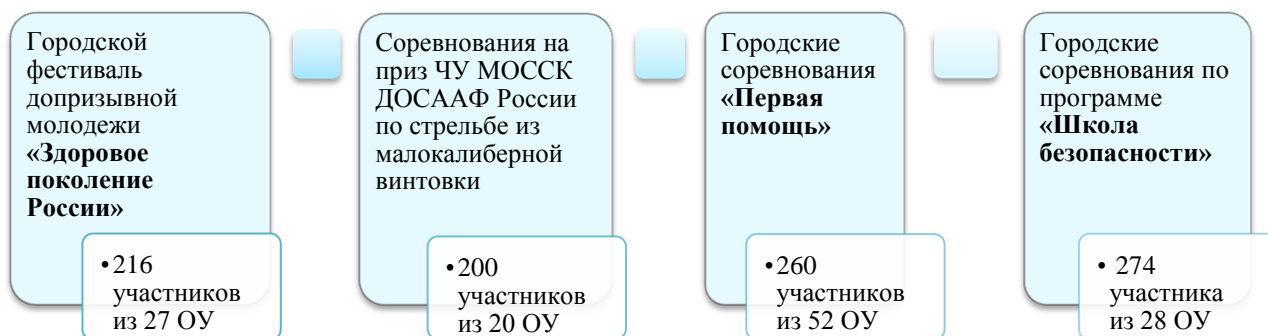 Городской
фестиваль
допризывной
молодежи
«Здоровое
поколение
России»
•216
участников
из 27 ОУ
Соревнования на
приз ЧУ МОССК
ДОСААФ России
по стрельбе из
малокалиберной
винтовки
•200
участников
из 20 ОУ
Городские
соревнования
«Первая
помощь»
•260
участников
из 52 ОУ
Городские
соревнования по
программе
«Школа
безопасности»
• 274
участника
из 28 ОУ